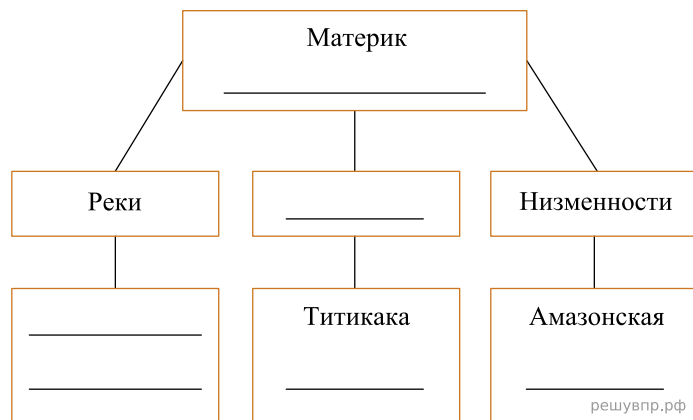 Материк
Реки
Низменности
Титикака
Амазонская
решувпр.рф